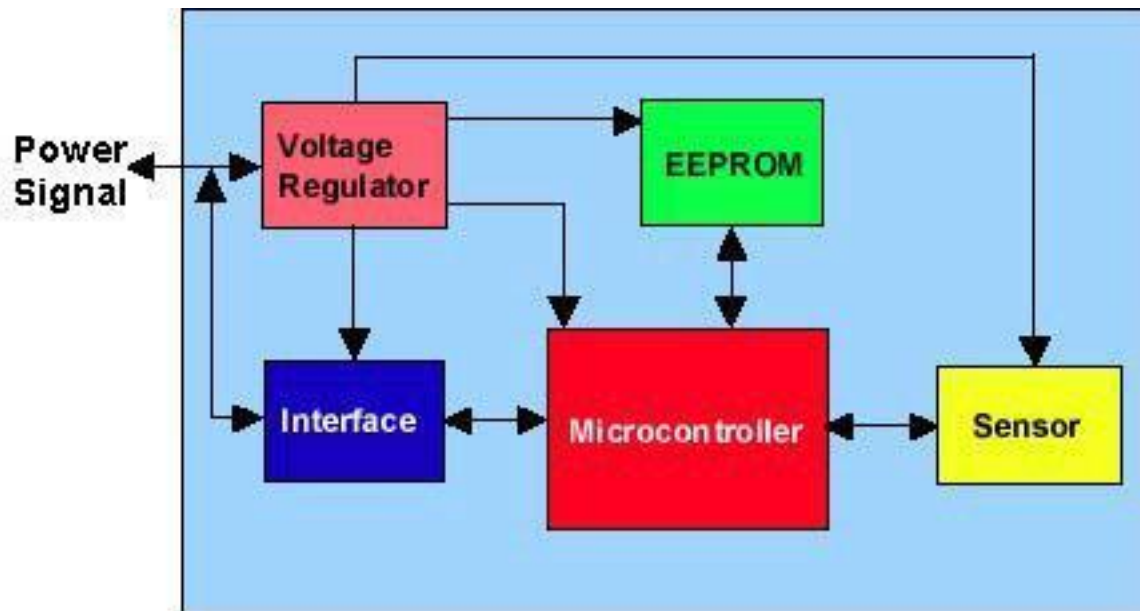 Power
Signal
Voltage
Regulator
EEPROM
Interface
Microcontroller
Sensor